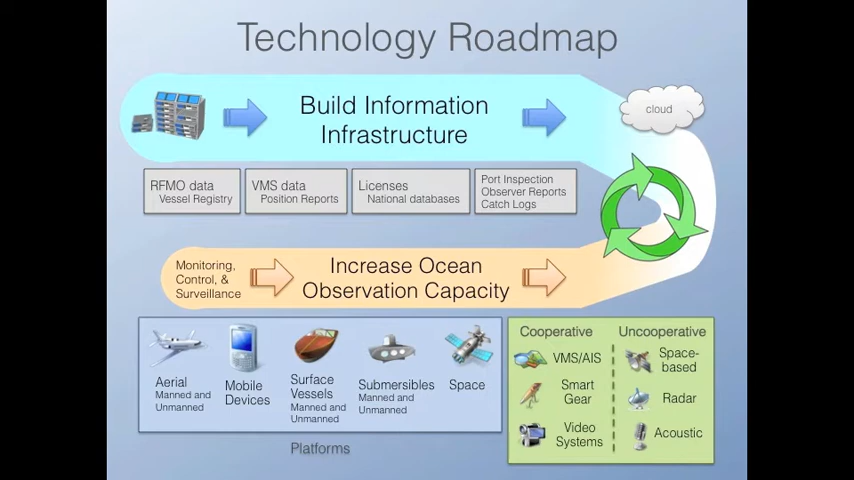 Technology Roadmap
Build Information
Infrastructure
cloud
RFMO data
Vessel Registry
VMS data
Position Reports
Licenses
National databases
Port Inspection
Observer Reports
Catch Logs
Monitoring,
Control, &
Surveillance
Increase Ocean
Observation Capacity
Aerial
Manned and
Unmanned
Mobile
Devices
Surface
Vessels
Manned and
Unmanned
Submersibles
Manned and
Unmanned
Space
Platforms
Cooperative
VMS/AIS
Smart
Gear
Video
Systems
Uncooperative
Space-
based
Radar
Acoustic